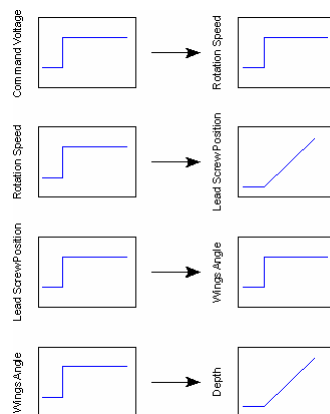 Command Voltage
Rotation Speed
Rotation Speed
Lead Screw Position
Lead Screw Position
Wings Angle
Wings Angle
Depth